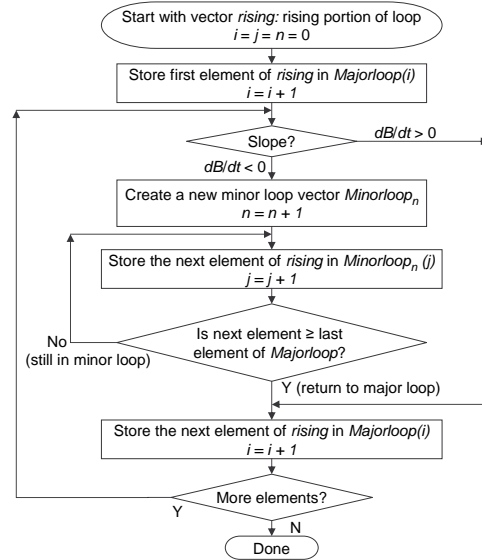 Start with vector rising: rising portion of loop
i = j = n = 0
Store first element of rising in Majorloop(i)
i = i + 1
Slope?
dB/dt > 0
dB/dt < 0
Create a new minor loop vector Minorloopₙ
n = n + 1
Store the next element of rising in Minorloopₙ (j)
j = j + 1
Is next element ≥ last
element of Majorloop?
No
(still in minor loop)
Y (return to major loop)
Store the next element of rising in Majorloop(i)
i = i + 1
More elements?
Y
N
Done